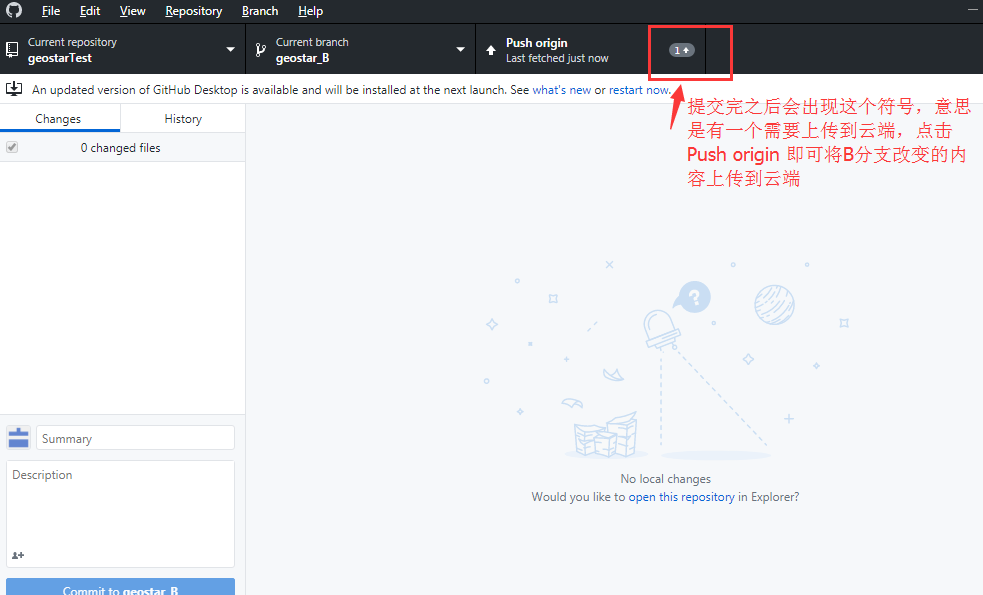 File Edit View Repository Branch Help
Current repository
geostarTest
Current branch
geostar_B
Push origin
Last fetched just now
1
An updated version of GitHub Desktop is available and will be installed at the next launch. See what's new or restart now.
提交完之后会出现这个符号，意思
是有一个需要上传到云端，点击
Push origin 即可将B分支改变的内
容上传到云端
Changes History
0 changed files
?
No local changes
Would you like to open this repository in Explorer?
Summary
Description
Commit to geostar_B